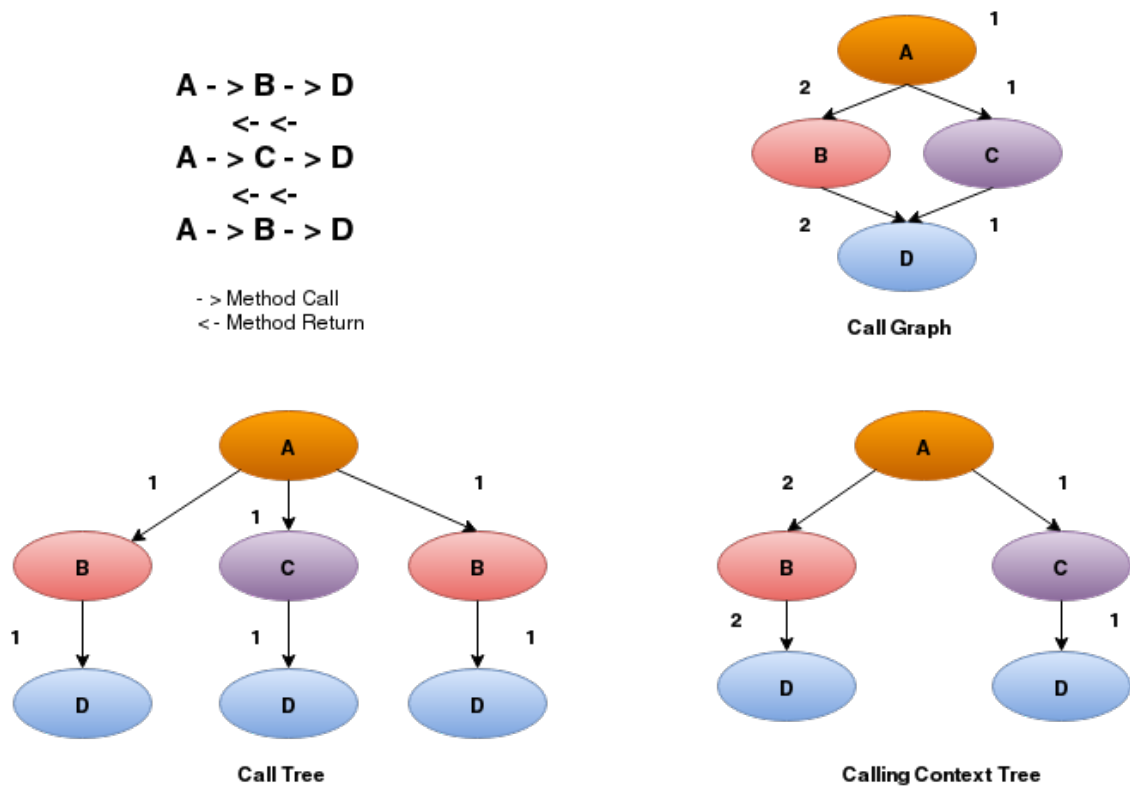 A - > B - > D
<- <-
A - > C - > D
<- <-
A - > B - > D
- > Method Call
< - Method Return
1
A
2
1
B
C
2
1
D
Call Graph
A
1
1
1
B
C
B
1
1
1
D
D
D
Call Tree
A
2
1
B
C
2
1
D
D
Calling Context Tree